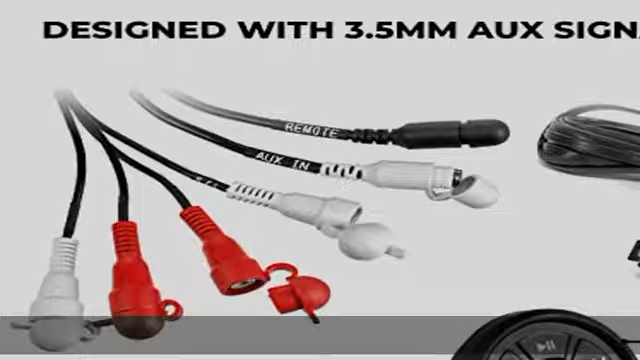 DESIGNED WITH 3.5MM AUX SIGNA
REMOTE
AUX IN